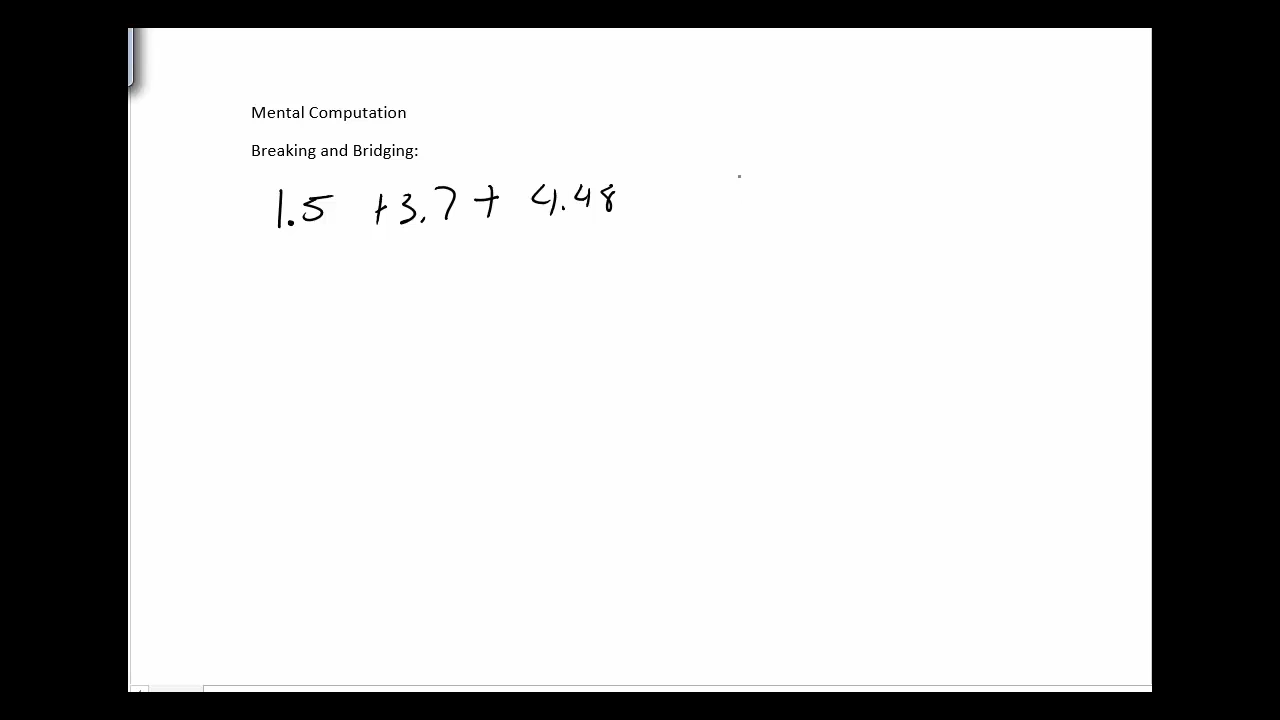 Mental Computation
Breaking and Bridging:
1.5 +3.7 + 4.48